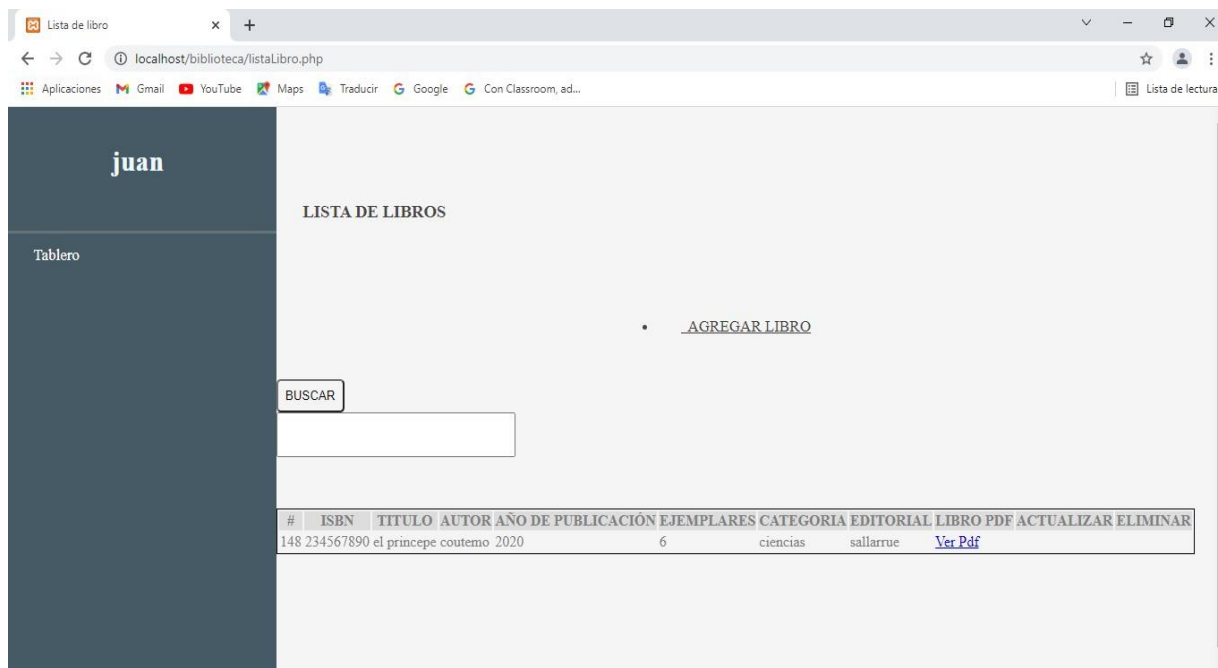 Lista de libro
localhost/biblioteca/listaLibro.php
Aplicaciones Gmail YouTube Maps Traducir Google Con Classroom, ad... Lista de lectura
juan
LISTA DE LIBROS
Tablero
• AGREGAR LIBRO
BUSCAR
# ISBN TITULO AUTOR AÑO DE PUBLICACIÓN EJEMPLARES CATEGORIA EDITORIAL LIBRO PDF ACTUALIZAR ELIMINAR
148 234567890 el princepe coutemo 2020 6 ciencias sallarrue Ver Pdf